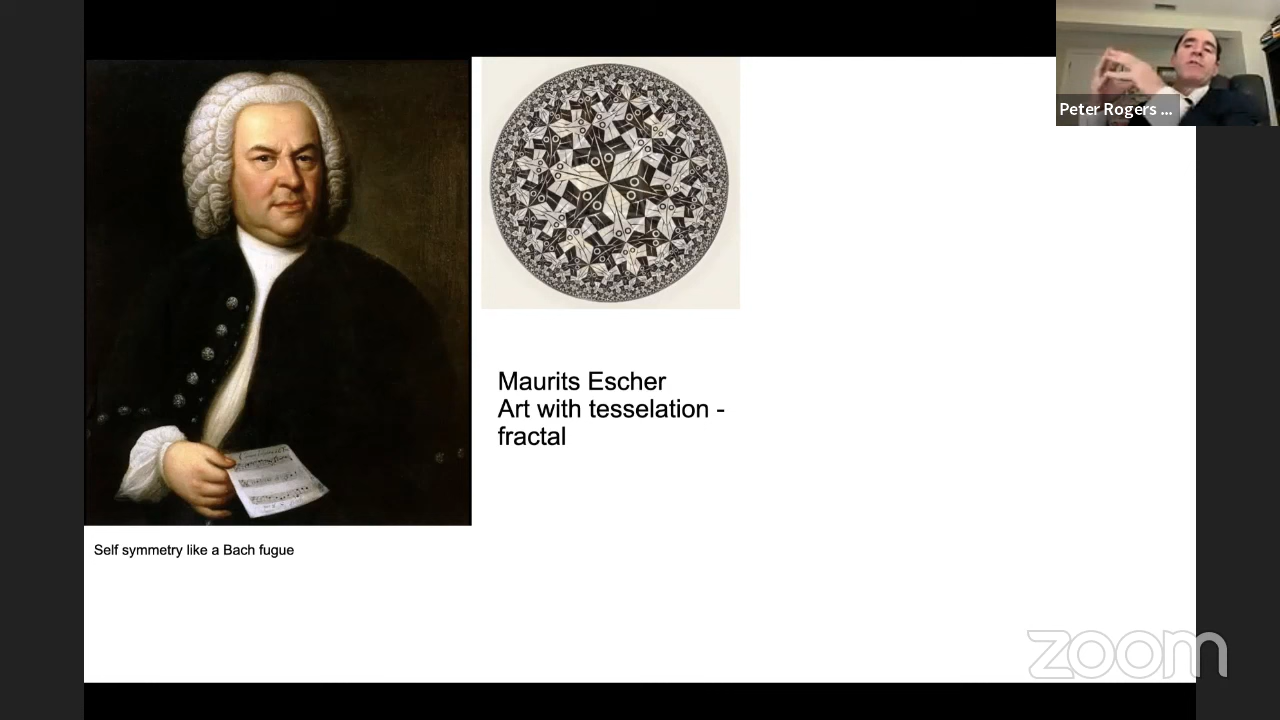 Peter Rogers ...
Maurits Escher
Art with tesselation -
fractal
Self symmetry like a Bach fugue
zoom